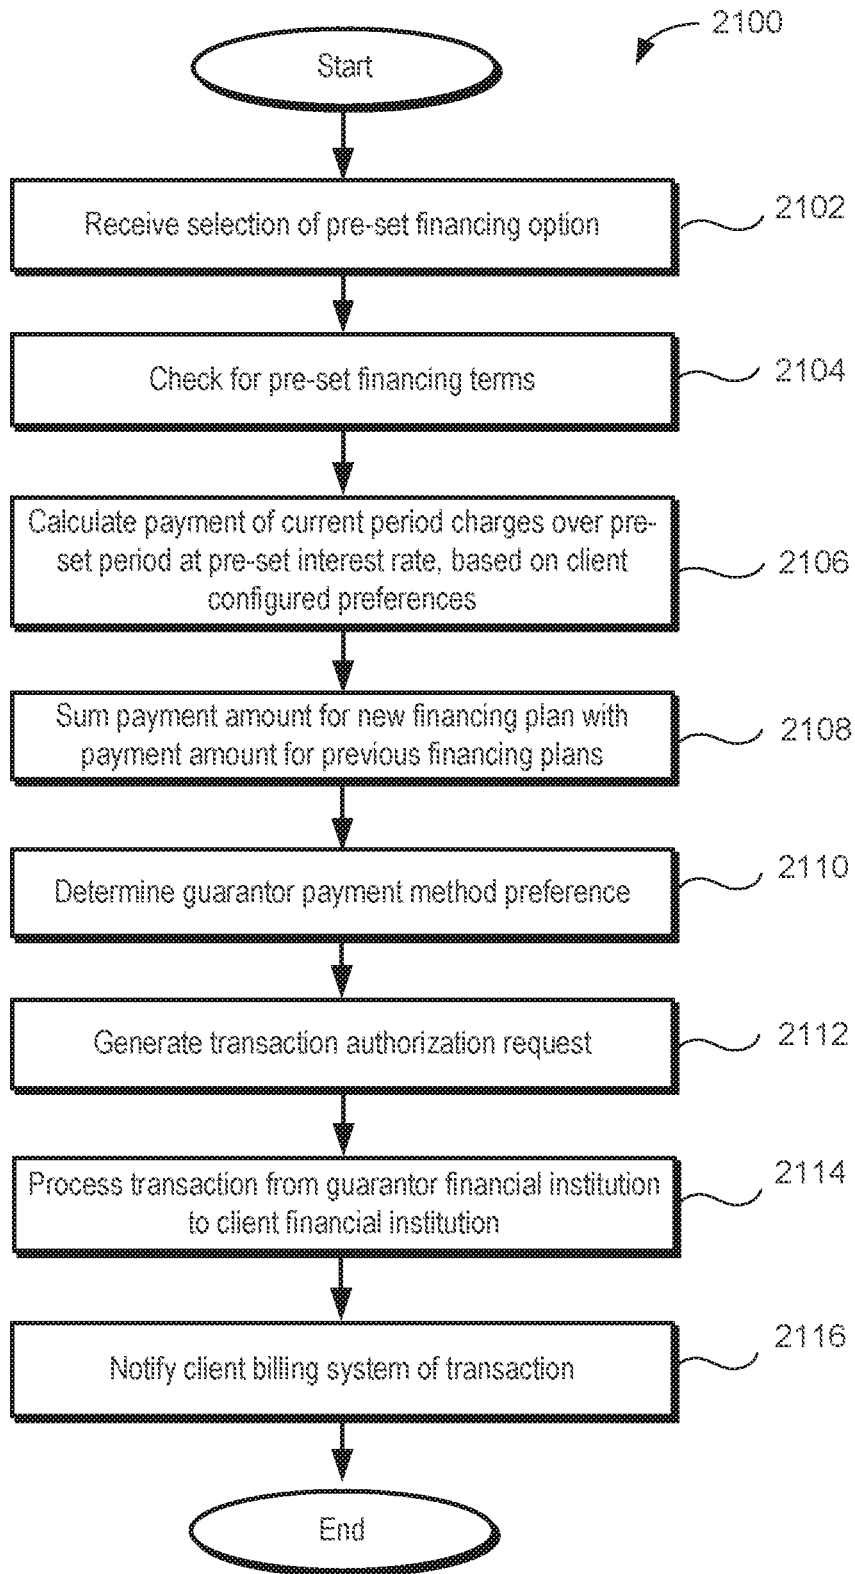 2100
Start
Receive selection of pre-set financing option
2102
Check for pre-set financing terms
2104
Calculate payment of current period charges over pre-
set period at pre-set interest rate, based on client
configured preferences
2106
Sum payment amount for new financing plan with
payment amount for previous financing plans
2108
Determine guarantor payment method preference
2110
Generate transaction authorization request
2112
Process transaction from guarantor financial institution
to client financial institution
2114
Notify client billing system of transaction
2116
End